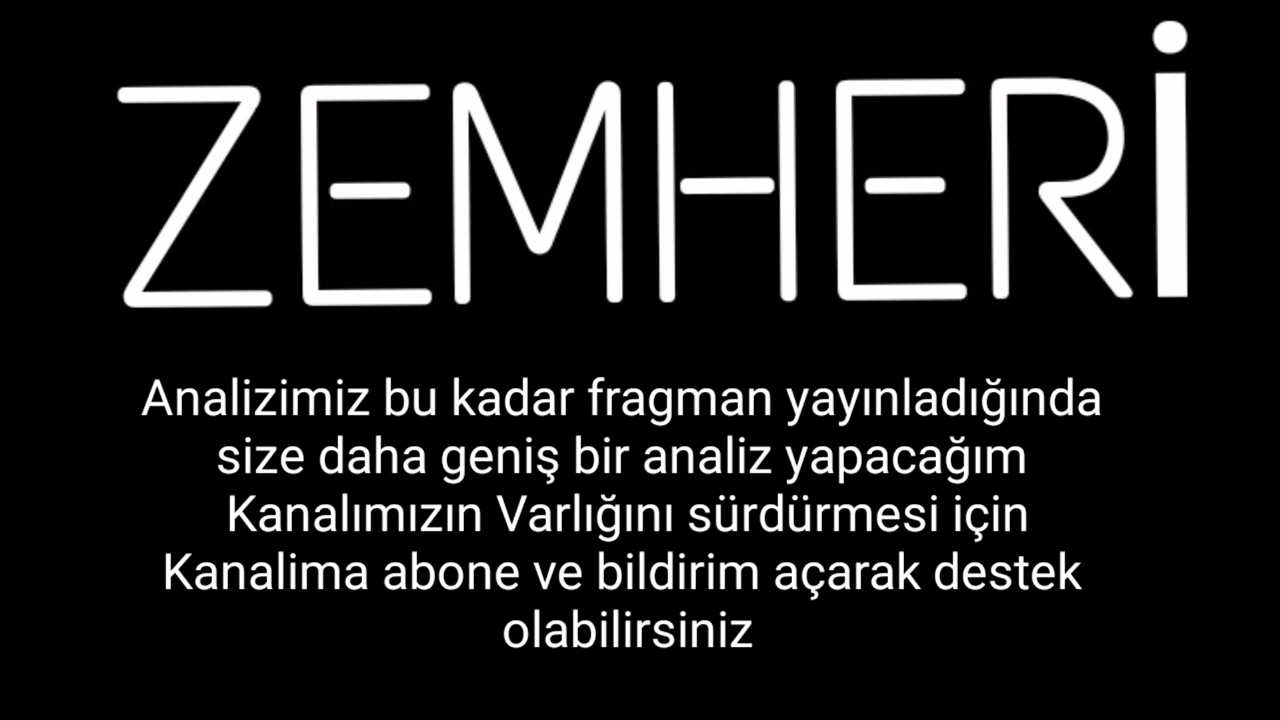 ZEMHERİ
Analizimiz bu kadar fragman yayınladığında
size daha geniş bir analiz yapacağım
Kanalımızın Varlığını sürdürmesi için
Kanalima abone ve bildirim açarak destek
olabilirsiniz